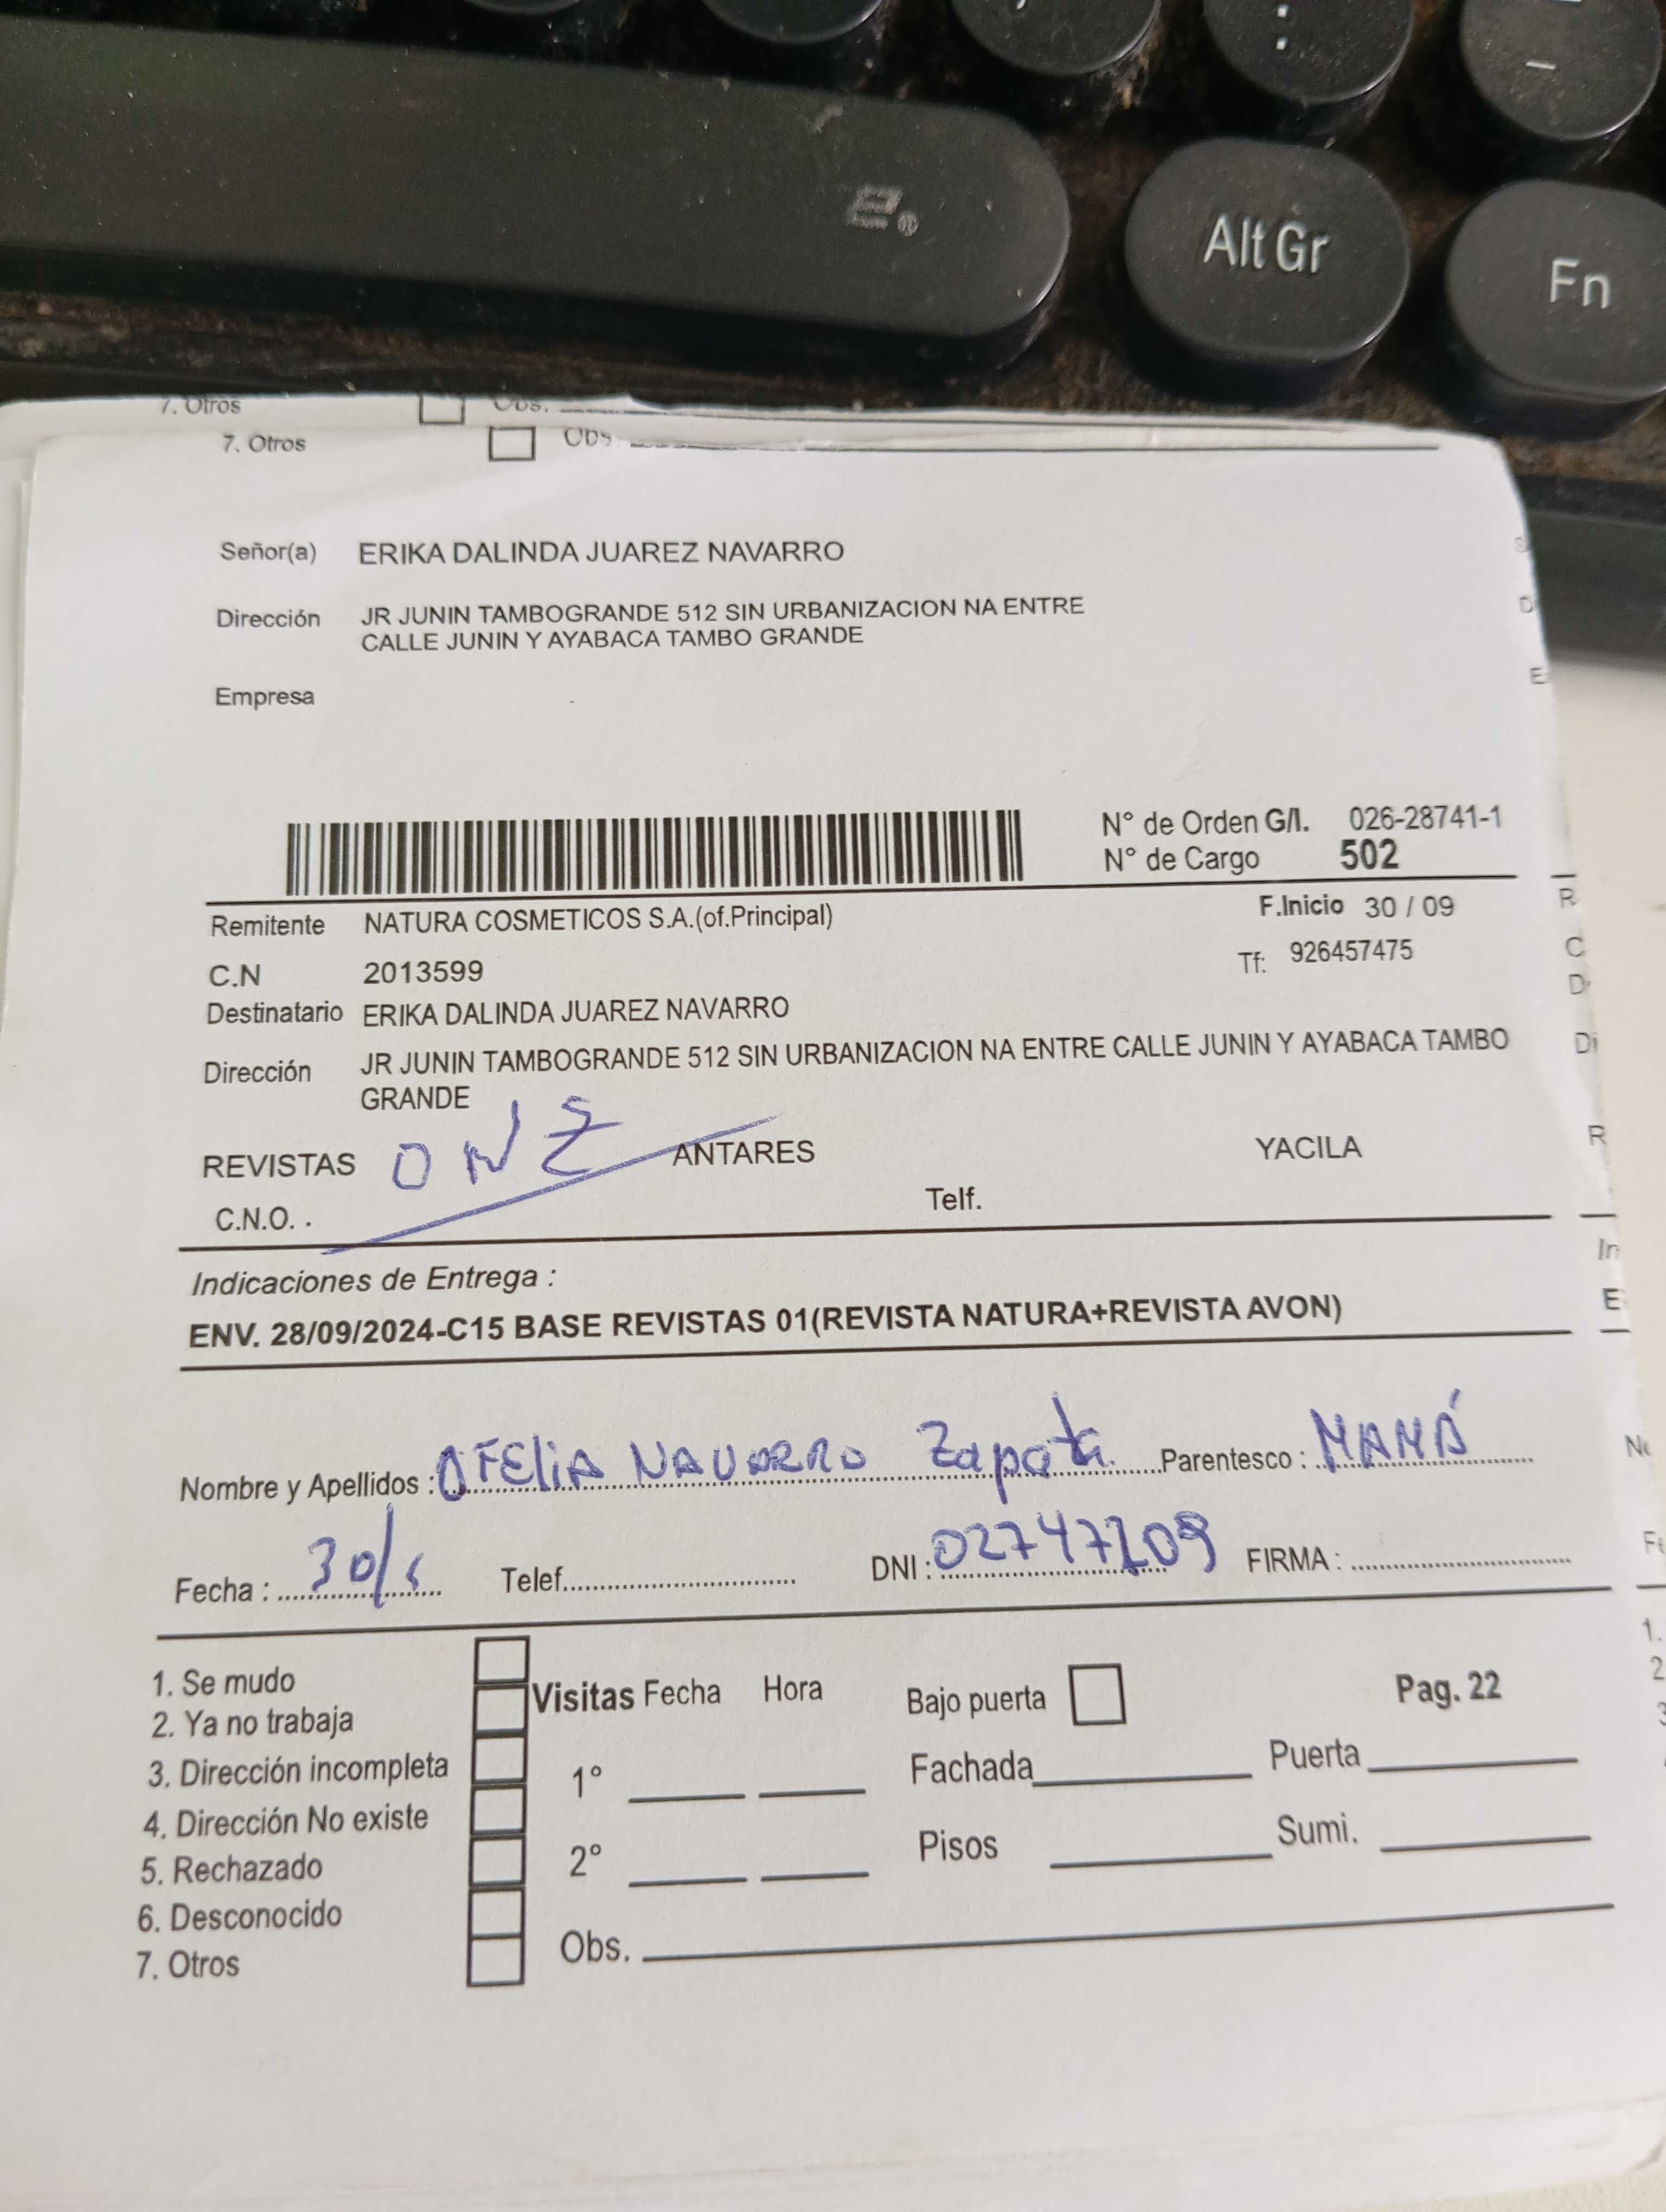 Alt Gr
Fn
7. Otros Obs.
7. Otros Obs.
Señor(a) ERIKA DALINDA JUAREZ NAVARRO
Dirección JR JUNIN TAMBOGRANDE 512 SIN URBANIZACION NA ENTRE
CALLE JUNIN Y AYABACA TAMBO GRANDE
Empresa
N° de Orden G/I. 026-28741-1
N° de Cargo 502
Remitente NATURA COSMETICOS S.A.(of.Principal) F.Inicio 30 / 09
C.N 2013599 Tf: 926457475
Destinatario ERIKA DALINDA JUAREZ NAVARRO
Dirección JR JUNIN TAMBOGRANDE 512 SIN URBANIZACION NA ENTRE CALLE JUNIN Y AYABACA TAMBO
GRANDE
REVISTAS ANTARES YACILA
C.N.O. . Telf.
Indicaciones de Entrega :
ENV. 28/09/2024-C15 BASE REVISTAS 01(REVISTA NATURA+REVISTA AVON)
Nombre y Apellidos : OFELIA NAVARRO Zapata Parentesco : MAMÁ
Fecha : Telef. DNI : FIRMA :
1. Se mudo
2. Ya no trabaja
3. Dirección incompleta
4. Dirección No existe
5. Rechazado
6. Desconocido
7. Otros
Visitas Fecha Hora Bajo puerta Pag. 22
1° Fachada Puerta
2° Pisos Sumi.
Obs.